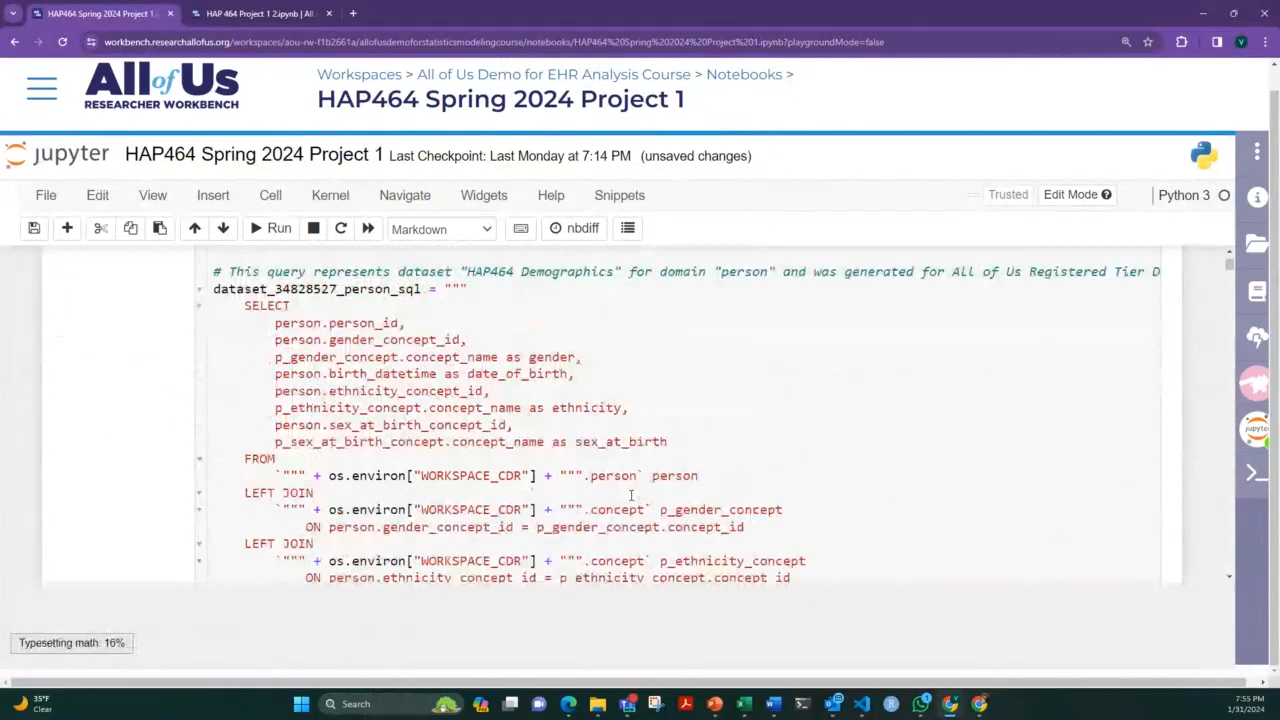 HAP464 Spring 2024 Project 1.i
HAP 464 Project 1 2.ipynb | All
workbench.researchallofus.org/workspaces/aou-rw-f1b2661a/allofusdemoforstatisticsmodelingcourse/notebooks/HAP464%20Spring%202024%20Project%201.ipynb?playgroundMode=false
V
All of Us
RESEARCHER WORKBENCH
Workspaces > All of Us Demo for EHR Analysis Course > Notebooks >
HAP464 Spring 2024 Project 1
jupyter HAP464 Spring 2024 Project 1 Last Checkpoint: Last Monday at 7:14 PM (unsaved changes)
File Edit View Insert Cell Kernel Navigate Widgets Help Snippets Trusted Edit Mode Python 3
Run Markdown nbdiff
# This query represents dataset "HAP464 Demographics" for domain "person" and was generated for All of Us Registered Tier D
dataset_34828527_person_sql = """
SELECT
person.person_id,
person.gender_concept_id,
p_gender_concept.concept_name as gender,
person.birth_datetime as date_of_birth,
person.ethnicity_concept_id,
p_ethnicity_concept.concept_name as ethnicity,
person.sex_at_birth_concept_id,
p_sex_at_birth_concept.concept_name as sex_at_birth
FROM
`""" + os.environ["WORKSPACE_CDR"] + """.person` person
LEFT JOIN
`""" + os.environ["WORKSPACE_CDR"] + """.concept` p_gender_concept
ON person.gender_concept_id = p_gender_concept.concept_id
LEFT JOIN
`""" + os.environ["WORKSPACE_CDR"] + """.concept` p_ethnicity_concept
ON person.ethnicity_concept_id = p_ethnicity_concept.concept_id
jupyter
Typesetting math: 16%
35°F
Clear
Search
7:55 PM
1/31/2024